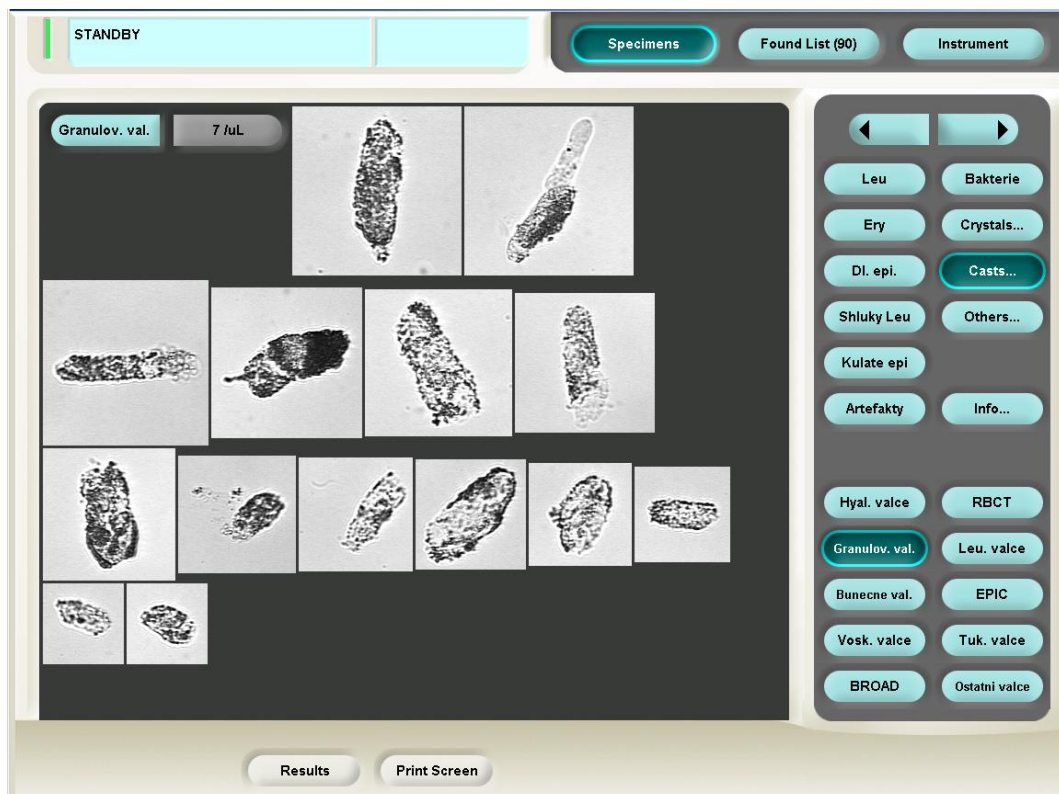 STANDBY
Specimens
Found List (90)
Instrument
Granulov. val.
7 /uL
Leu
Bakterie
Ery
Crystals...
Dl. epi.
Casts...
Shluky Leu
Others...
Kulate epi
Artefakty
Info...
Hyal. valce
RBCT
Granulov. val.
Leu. valce
Bunecne val.
EPIC
Vosk. valce
Tuk. valce
BROAD
Ostatni valce
Results
Print Screen